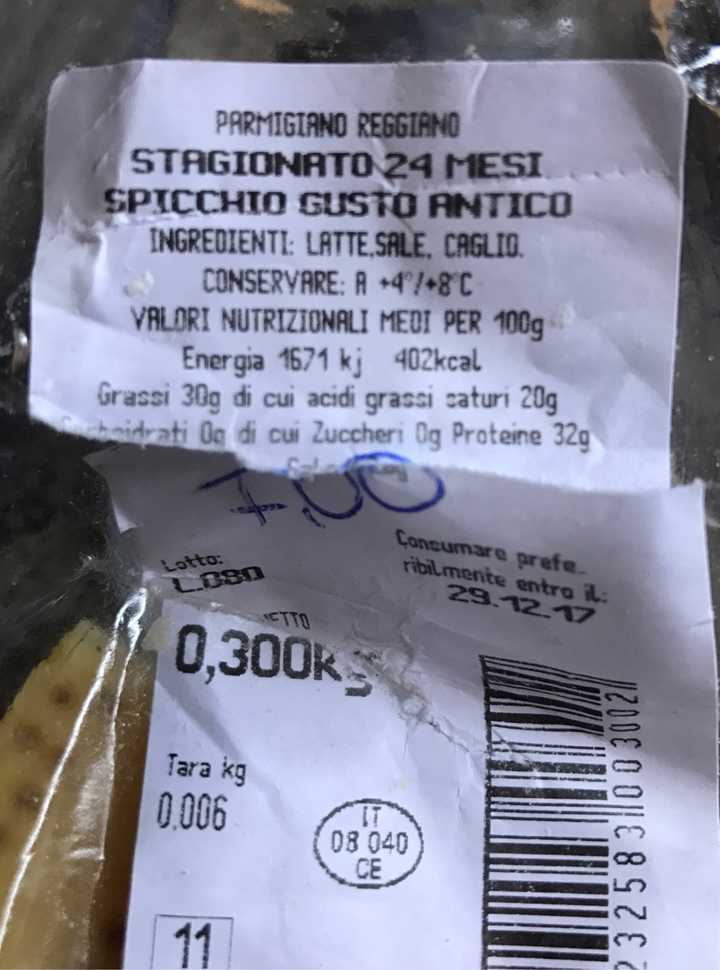 PARMIGIANO REGGIANO
STAGIONATO 24 MESI
SPICCHIO GUSTO ANTICO
INGREDIENTI: LATTE,SALE, CAGLIO.
CONSERVARE: A +4°/+8°C
VALORI NUTRIZIONALI MEDI PER 100g
Energia 1671 kj 402kcal
Grassi 30g di cui acidi grassi saturi 20g
0g di cui Zuccheri 0g Proteine 32g
7,00
Lotto:
L.080
Consumare prefe-
ribilmente entro il:
29.12.17
0,300kg
Tara kg
0.006
IT
08 040
CE
11